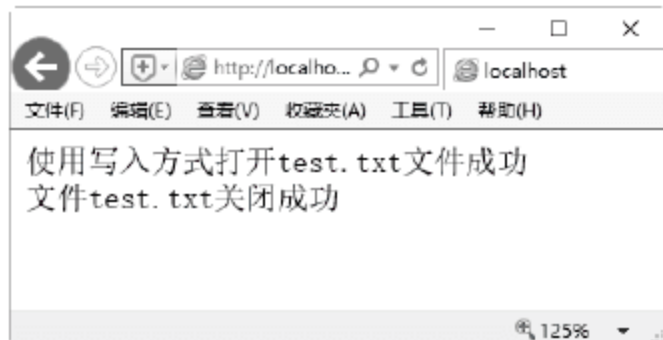 http://localho...
localhost
文件(F) 编辑(E) 查看(V) 收藏夹(A) 工具(T) 帮助(H)
使用写入方式打开test.txt文件成功
文件test.txt关闭成功
125%